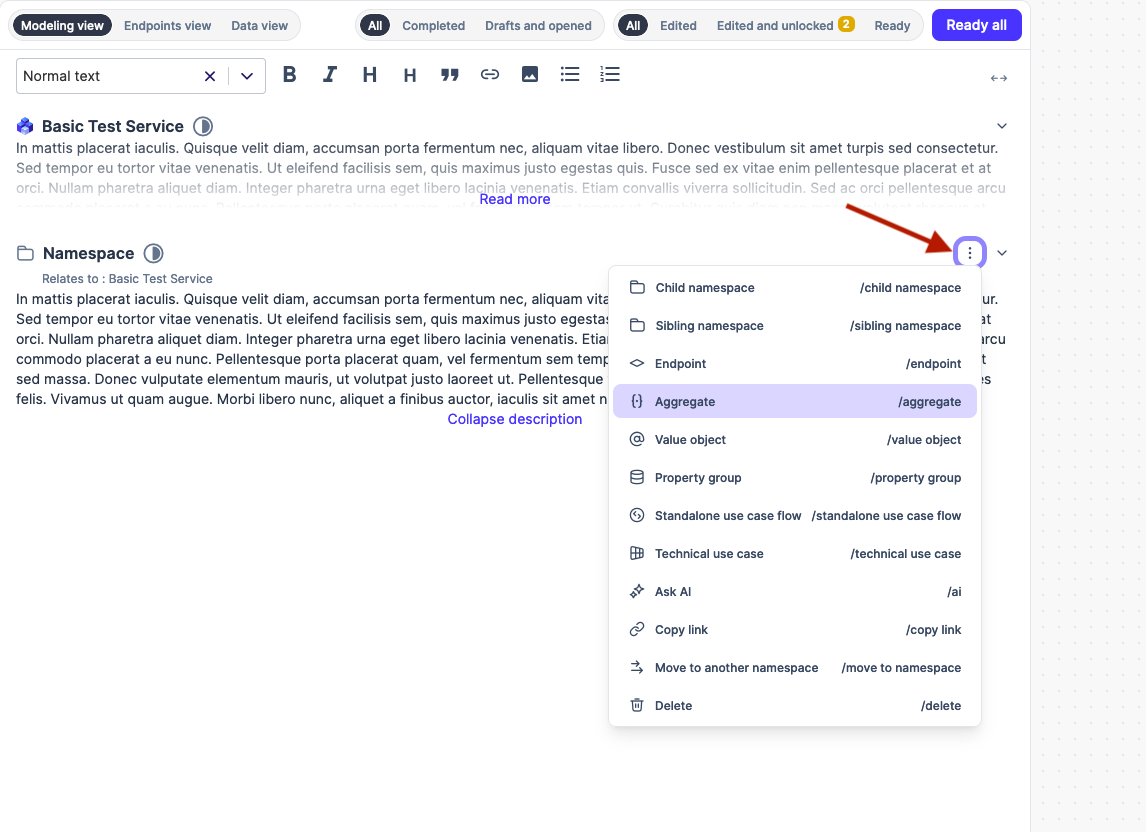 Modeling view Endpoints view Data view All Completed Drafts and opened All Edited Edited and unlocked 2 Ready Ready all
Normal text B I H H
Basic Test Service
In mattis placerat iaculis. Quisque velit diam, accumsan porta fermentum nec, aliquam vitae libero. Donec vestibulum sit amet turpis sed consectetur.
Sed tempor eu tortor vitae venenatis. Ut eleifend facilisis sem, quis maximus justo egestas quis. Fusce sed ex vitae enim pellentesque placerat et at
orci. Nullam pharetra aliquet diam. Integer pharetra urna eget libero lacinia venenatis. Etiam convallis viverra sollicitudin. Sed ac orci pellentesque arcu
Read more
Namespace
Relates to : Basic Test Service
In mattis placerat iaculis. Quisque velit diam, accumsan porta fermentum nec, aliquam vita ur.
Sed tempor eu tortor vitae venenatis. Ut eleifend facilisis sem, quis maximus justo egestas at
orci. Nullam pharetra aliquet diam. Integer pharetra urna eget libero lacinia venenatis. Etia arcu
commodo placerat a eu nunc. Pellentesque porta placerat quam, vel fermentum sem temp t
sed massa. Donec vulputate elementum mauris, ut volutpat justo laoreet ut. Pellentesque es
felis. Vivamus ut quam augue. Morbi libero nunc, aliquet a finibus auctor, iaculis sit amet n
Collapse description
Child namespace /child namespace
Sibling namespace /sibling namespace
Endpoint /endpoint
Aggregate /aggregate
Value object /value object
Property group /property group
Standalone use case flow /standalone use case flow
Technical use case /technical use case
Ask AI /ai
Copy link /copy link
Move to another namespace /move to namespace
Delete /delete